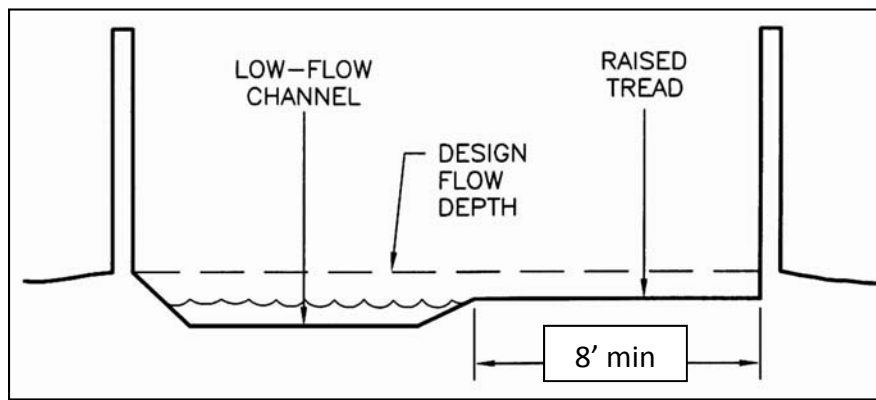 LOW-FLOW
CHANNEL
RAISED
TREAD
DESIGN
FLOW
DEPTH
8’ min